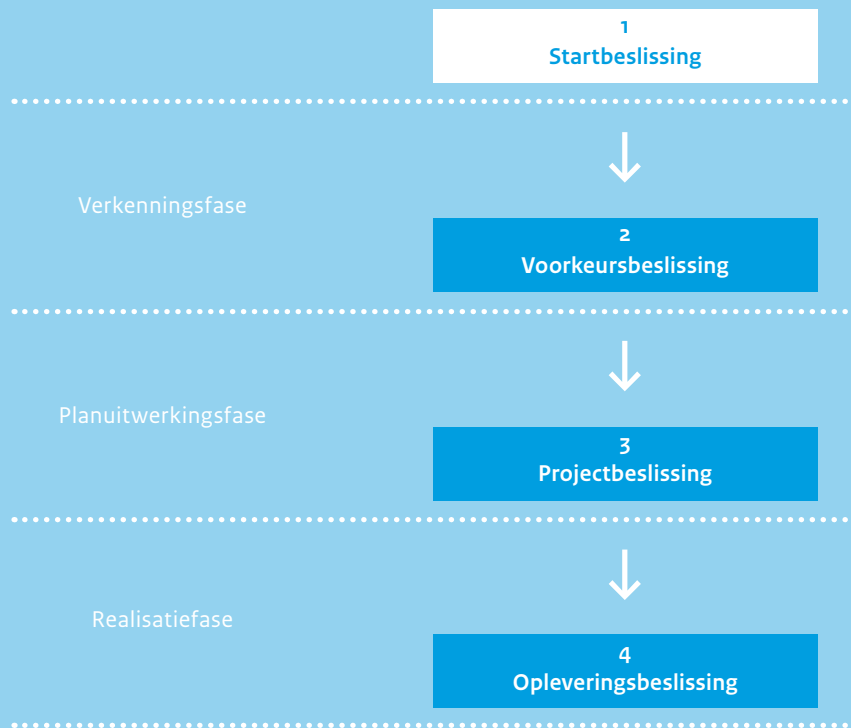 1
Startbeslissing
Verkenningsfase
2
Voorkeursbeslissing
Planuitwerkingsfase
3
Projectbeslissing
Realisatiefase
4
Opleveringsbeslissing